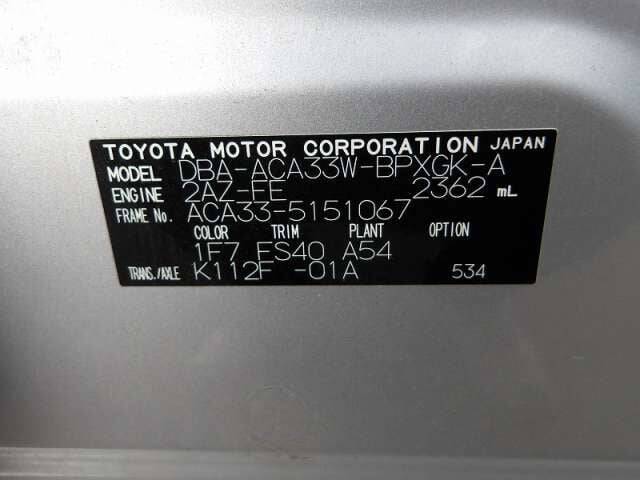 TOYOTA MOTOR CORPORATION JAPAN
MODEL DBA-ACA33W-BPXGK-A
ENGINE 2AZ-FE 2362 mL
FRAME No. ACA33-5151067
COLOR TRIM PLANT OPTION
1F7 FS40 A54
TRANS./AXLE K112F -01A 534